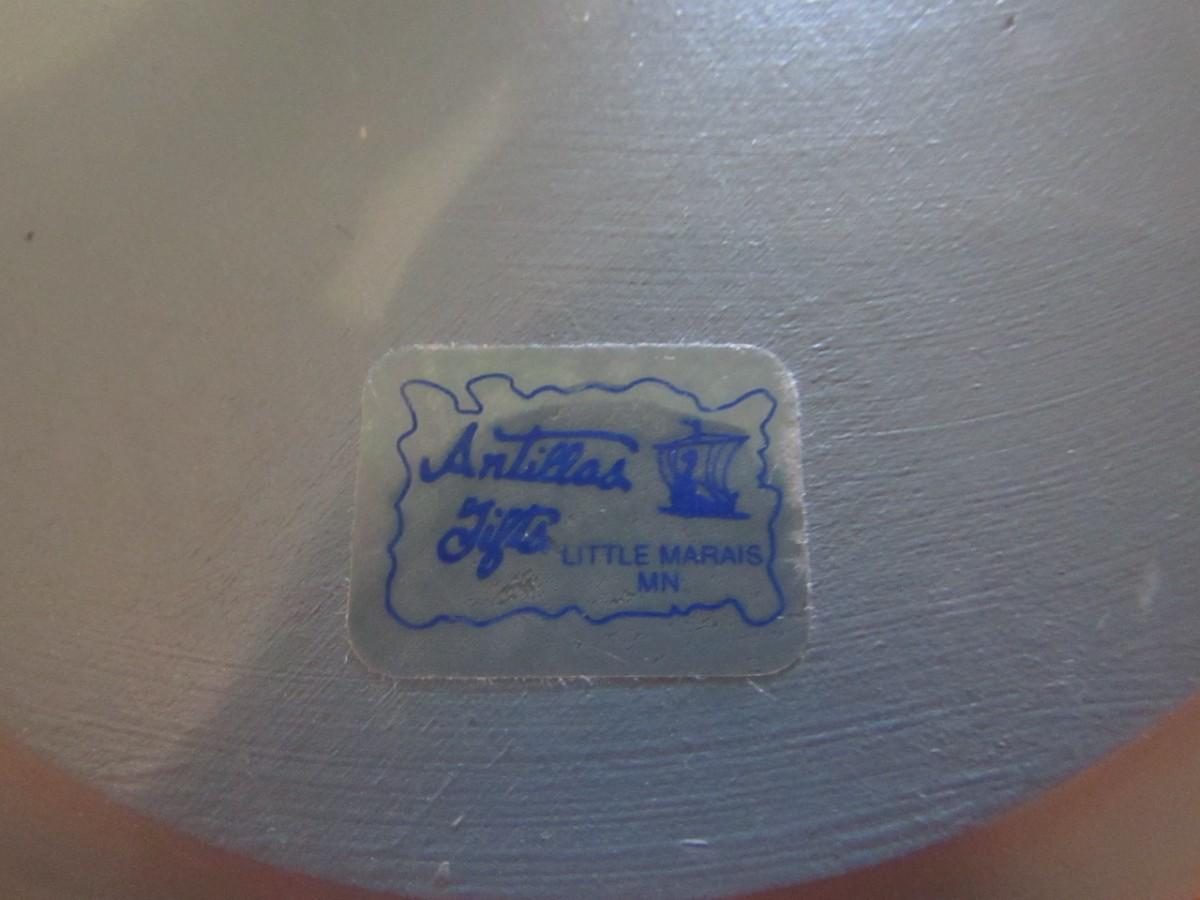 Antillas
Gifts
LITTLE MARAIS
MN